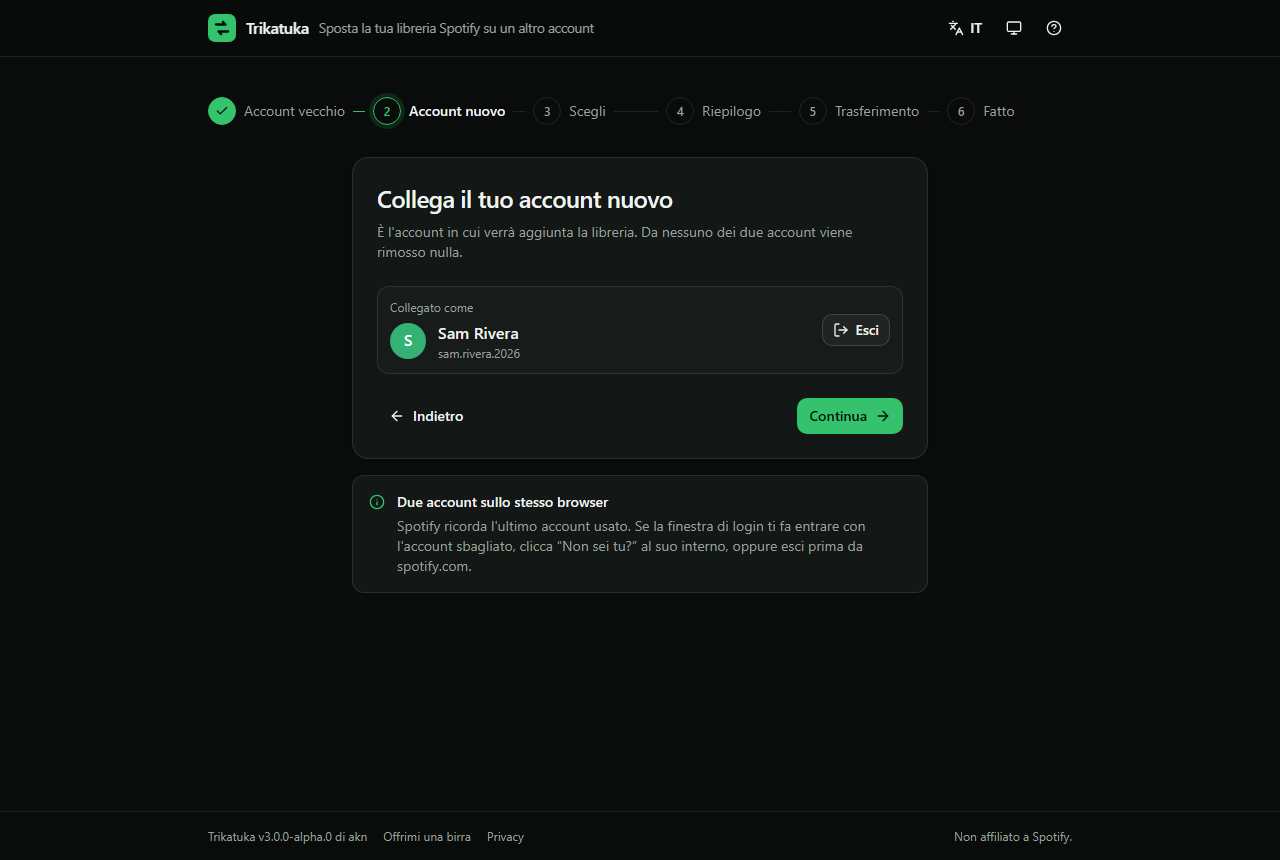 Trikatuka Sposta la tua libreria Spotify su un altro account
IT
Account vecchio
2 Account nuovo
3 Scegli
4 Riepilogo
5 Trasferimento
6 Fatto
Collega il tuo account nuovo
È l'account in cui verrà aggiunta la libreria. Da nessuno dei due account viene
rimosso nulla.
Collegato come
S
Sam Rivera
sam.rivera.2026
Esci
Indietro
Continua
Due account sullo stesso browser
Spotify ricorda l'ultimo account usato. Se la finestra di login ti fa entrare con
l'account sbagliato, clicca “Non sei tu?” al suo interno, oppure esci prima da
spotify.com.
Trikatuka v3.0.0-alpha.0 di akn
Offrimi una birra
Privacy
Non affiliato a Spotify.